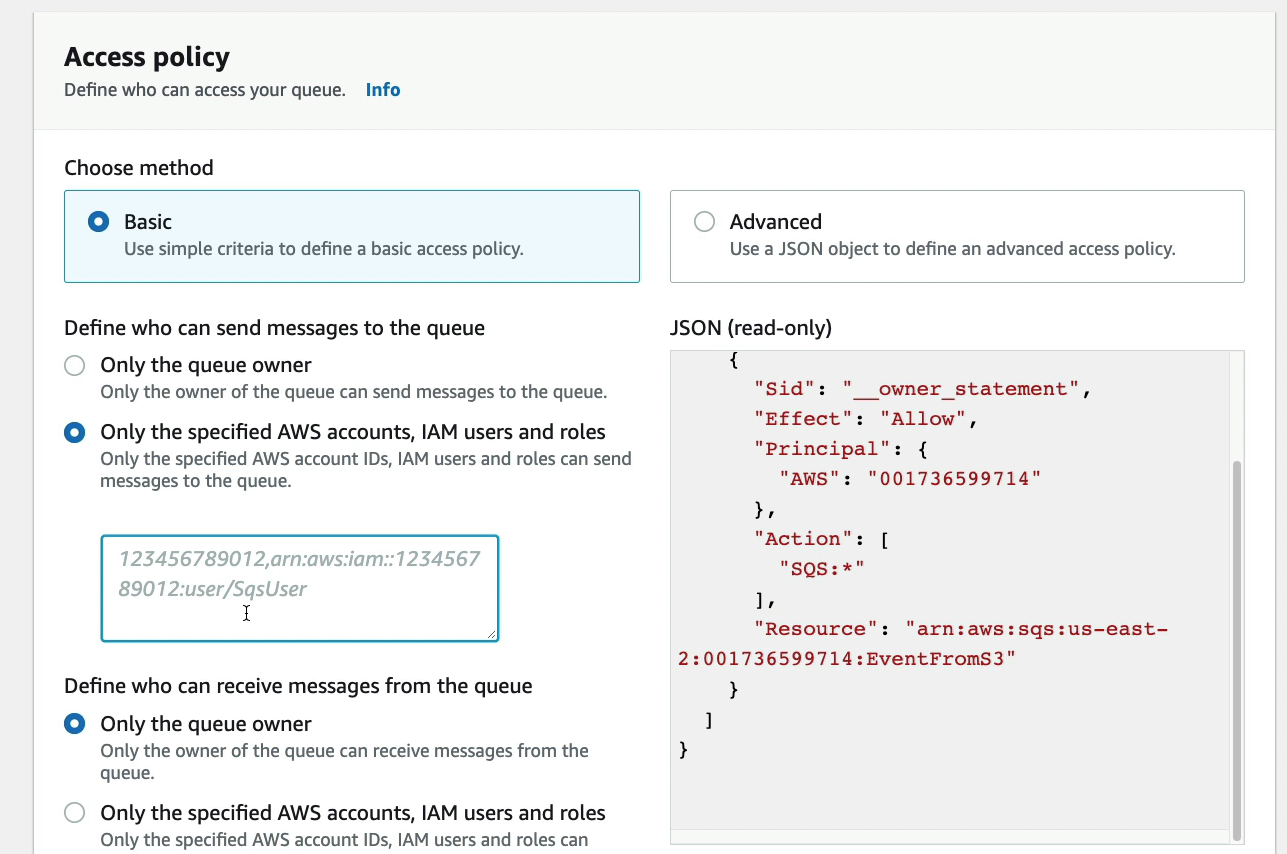 Access policy
Define who can access your queue. Info
Choose method
Basic
Use simple criteria to define a basic access policy.
Advanced
Use a JSON object to define an advanced access policy.
Define who can send messages to the queue
Only the queue owner
Only the owner of the queue can send messages to the queue.
Only the specified AWS accounts, IAM users and roles
Only the specified AWS account IDs, IAM users and roles can send
messages to the queue.
123456789012,arn:aws:iam::1234567
89012:user/SqsUser
Define who can receive messages from the queue
Only the queue owner
Only the owner of the queue can receive messages from the
queue.
Only the specified AWS accounts, IAM users and roles
Only the specified AWS account IDs, IAM users and roles can
JSON (read-only)
{
"Sid": "__owner_statement",
"Effect": "Allow",
"Principal": {
"AWS": "001736599714"
},
"Action": [
"SQS:*"
],
"Resource": "arn:aws:sqs:us-east-
2:001736599714:EventFromS3"
}
]
}